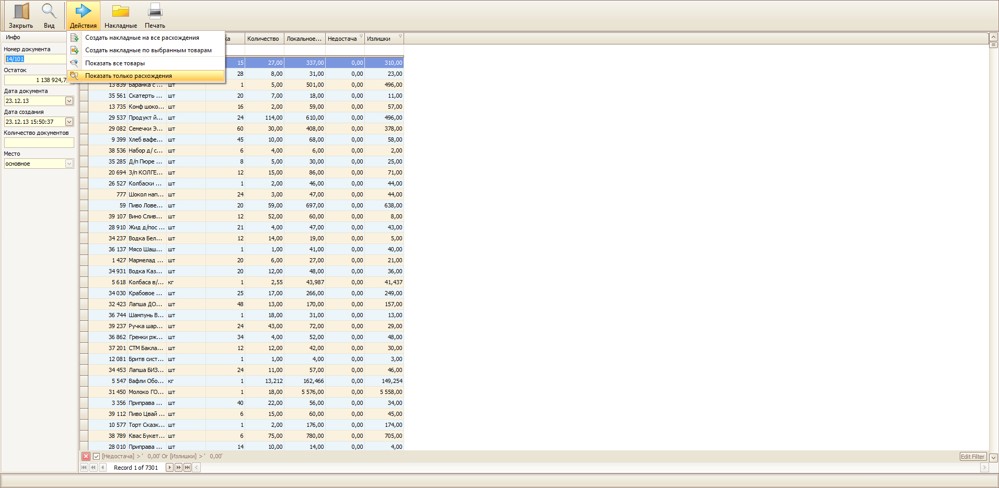 Закрыть Вид Действия Накладные Печать
Инфо
Номер документа
14/101
Остаток
1 138 924,7
Дата документа
23.12.13
Дата создания
23.12.13 15:50:37
Количество документов
Место
основное
Создать накладные на все расхождения
Создать накладные по выбранным товарам
Показать все товары
Показать только расхождения
ка Количество Локальное... Недостача Излишки
15 27,00 337,00 0,00 310,00
28 8,00 31,00 0,00 23,00
13 839 Баранка с ... шт 1 5,00 501,00 0,00 496,00
35 561 Скатерть ... шт 20 7,00 18,00 0,00 11,00
13 735 Конф шоко... шт 16 2,00 59,00 0,00 57,00
29 537 Продукт й... шт 24 114,00 610,00 0,00 496,00
29 082 Семечки Э... шт 60 30,00 408,00 0,00 378,00
9 399 Хлеб вафе... шт 45 10,00 68,00 0,00 58,00
38 536 Набор д/ с... шт 6 4,00 6,00 0,00 2,00
35 285 Д/п Пюре ... шт 8 5,00 30,00 0,00 25,00
20 694 З/п КОЛГЕ... шт 12 15,00 86,00 0,00 71,00
26 527 Колбаски ... шт 1 2,00 46,00 0,00 44,00
777 Шокол нап... шт 24 3,00 47,00 0,00 44,00
59 Пиво Лове... шт 20 59,00 697,00 0,00 638,00
39 107 Вино Слив... шт 12 52,00 60,00 0,00 8,00
28 910 Жид д/пос ... шт 21 4,00 47,00 0,00 43,00
34 237 Водка Бел... шт 12 14,00 19,00 0,00 5,00
36 137 Мясо Шаш... шт 1 1,00 41,00 0,00 40,00
1 427 Мармелад ... шт 20 6,00 27,00 0,00 21,00
34 931 Водка Каз... шт 20 12,00 48,00 0,00 36,00
5 618 Колбаса в/... кг 1 2,55 43,987 0,00 41,437
34 030 Крабовое ... шт 25 17,00 266,00 0,00 249,00
32 423 Лапша ДО... шт 48 13,00 170,00 0,00 157,00
36 744 Шампунь В... шт 1 18,00 31,00 0,00 13,00
39 237 Ручка шар... шт 24 43,00 72,00 0,00 29,00
36 862 Гренки рж... шт 34 4,00 52,00 0,00 48,00
37 201 СТМ Бакла... шт 12 12,00 42,00 0,00 30,00
12 081 Бритв сист... шт 1 1,00 4,00 0,00 3,00
34 453 Лапша БИЗ... шт 24 11,00 57,00 0,00 46,00
5 547 Вафли Обо... кг 1 13,212 162,466 0,00 149,254
31 450 Молоко ГО... шт 1 18,00 5 576,00 0,00 5 558,00
3 356 Приправа ... шт 40 22,00 56,00 0,00 34,00
39 112 Пиво Цвай ... шт 6 15,00 60,00 0,00 45,00
10 577 Торт Сказк... шт 1 2,00 176,00 0,00 174,00
38 789 Квас Букет... шт 6 75,00 780,00 0,00 705,00
28 010 Приправа ... шт 14 10,00 14,00 0,00 4,00
[Недостача] > ' 0,00' Or [Излишки] > ' 0,00' Edit Filter
Record 1 of 7301